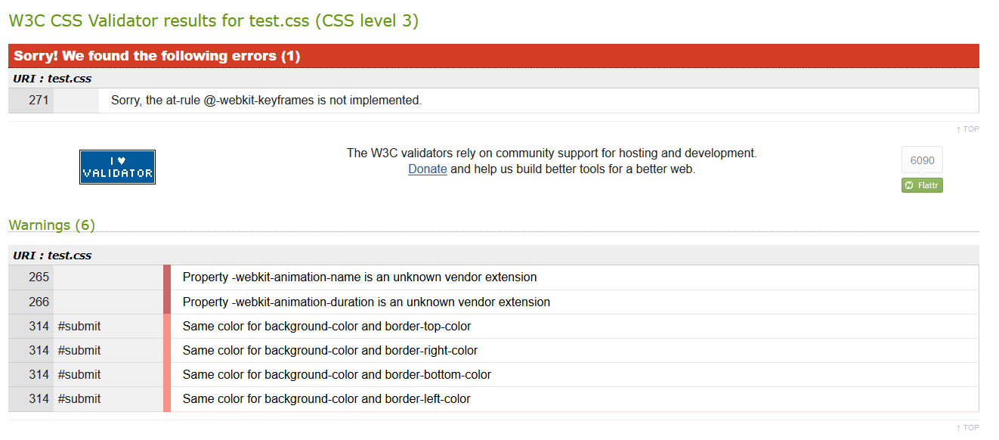 W3C CSS Validator results for test.css (CSS level 3)
Sorry! We found the following errors (1)
URI : test.css
271 Sorry, the at-rule @-webkit-keyframes is not implemented.
↑ TOP
I ♥
VALIDATOR
The W3C validators rely on community support for hosting and development.
Donate and help us build better tools for a better web.
6090
Flattr
Warnings (6)
URI : test.css
265 Property -webkit-animation-name is an unknown vendor extension
266 Property -webkit-animation-duration is an unknown vendor extension
314 #submit Same color for background-color and border-top-color
314 #submit Same color for background-color and border-right-color
314 #submit Same color for background-color and border-bottom-color
314 #submit Same color for background-color and border-left-color
↑ TOP